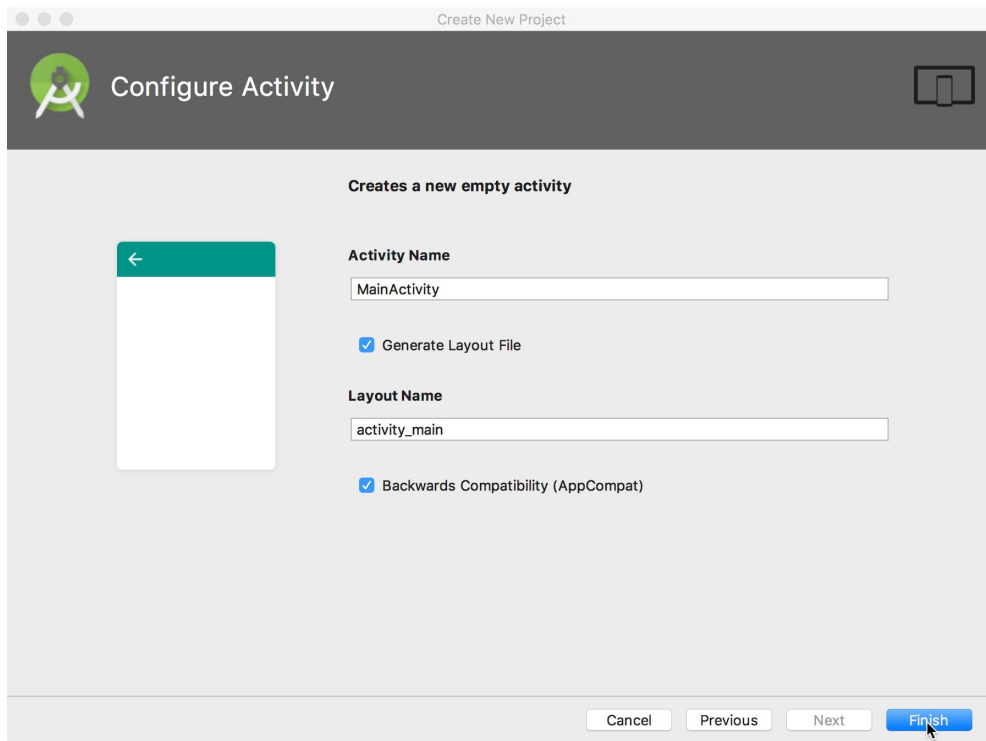 Create New Project
Configure Activity
Creates a new empty activity
Activity Name
MainActivity
Generate Layout File
Layout Name
activity_main
Backwards Compatibility (AppCompat)
Cancel Previous Next Finish